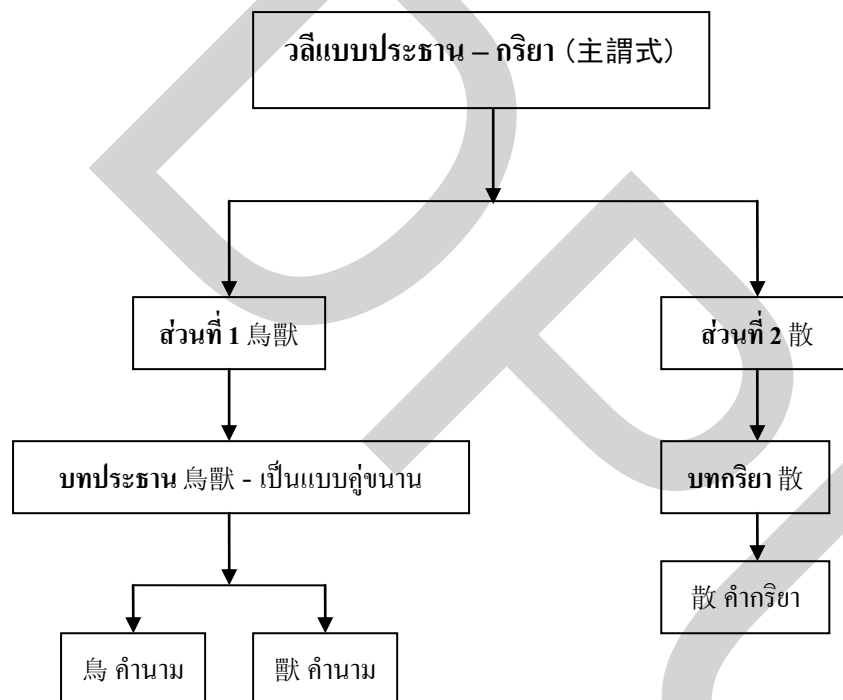 วลีแบบประธาน – กริยา (主謂式)
ส่วนที่ 1 鳥獸
ส่วนที่ 2 散
บทประธาน 鳥獸 - เป็นแบบคู่ขนาน
บทกริยา 散
散 คำกริยา
鳥 คำนาม
獸 คำนาม